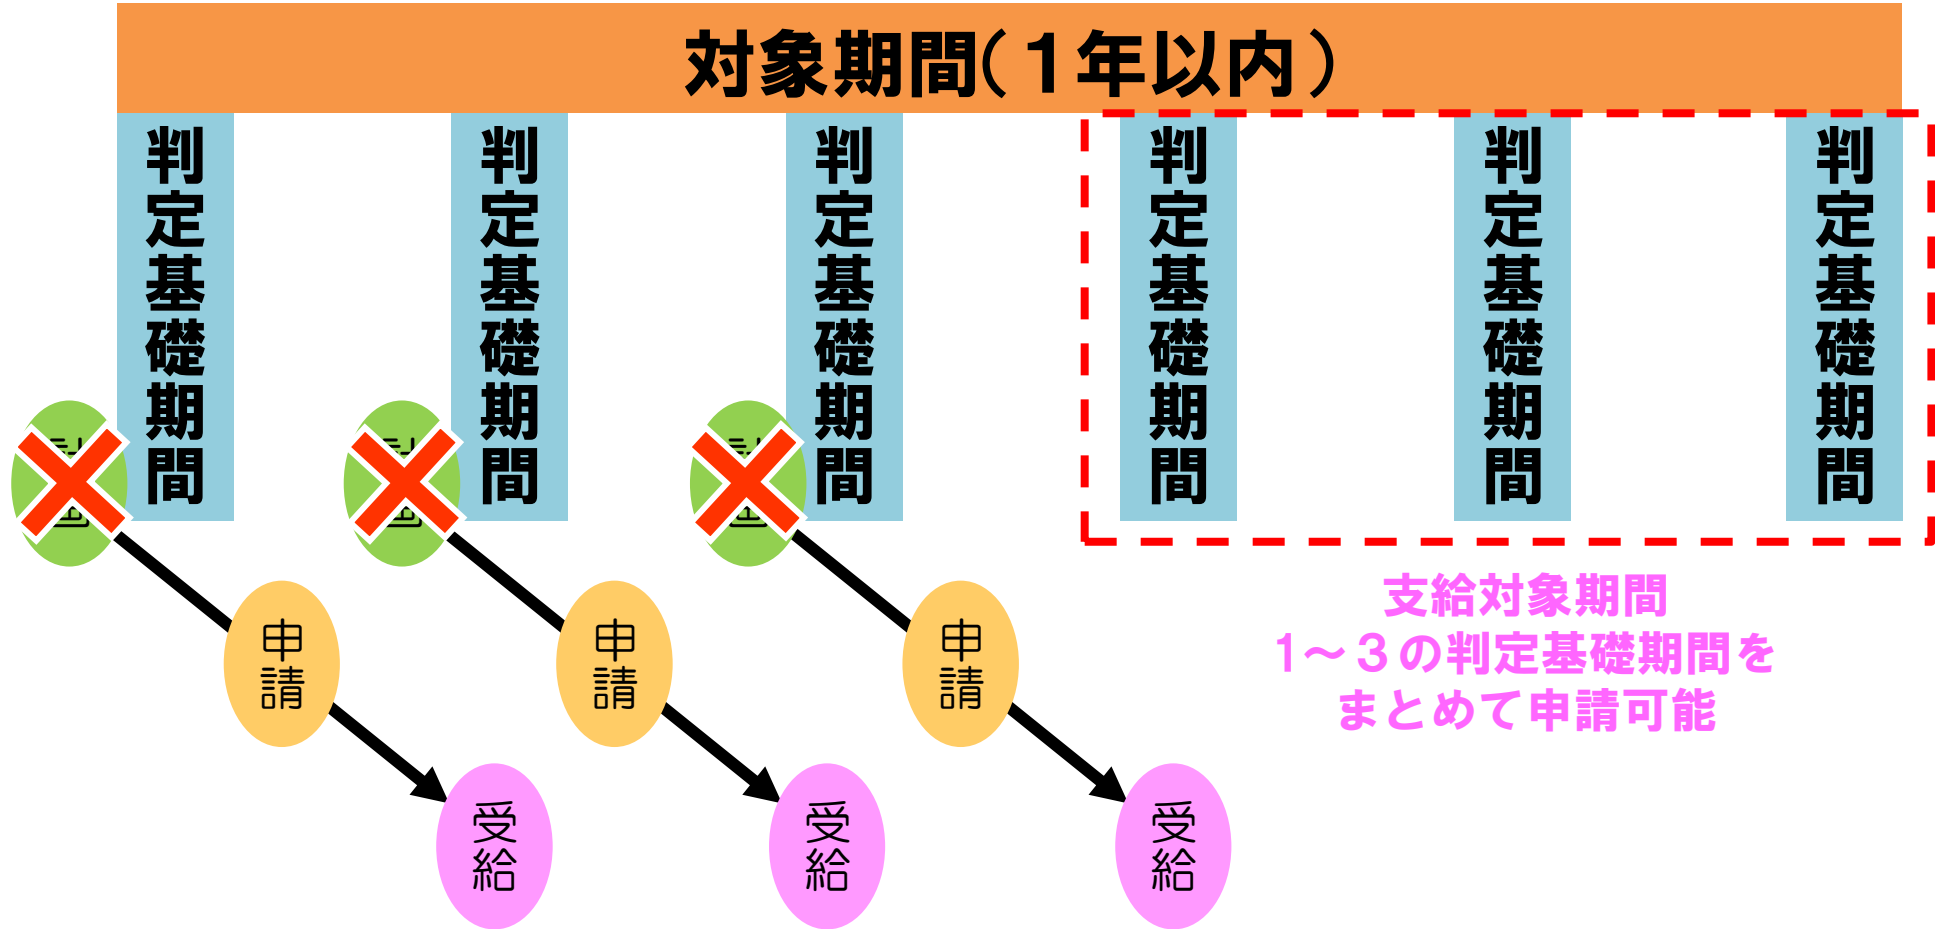 対象期間（１年以内）
判定基礎期間
判定基礎期間
判定基礎期間
判定基礎期間
判定基礎期間
判定基礎期間
申請
申請
申請
受給
受給
受給
支給対象期間
1～３の判定基礎期間を
まとめて申請可能